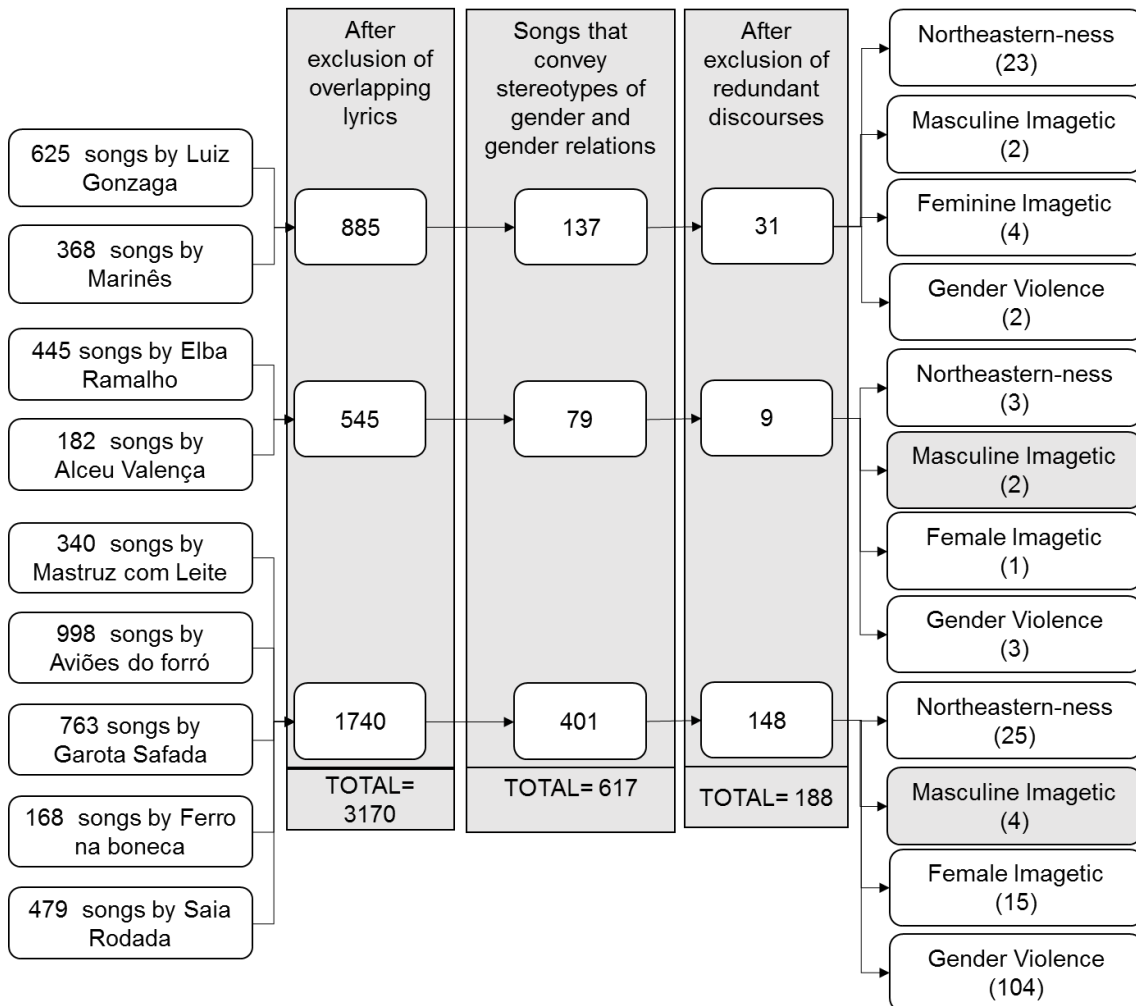 625 songs by Luiz
Gonzaga
368 songs by
Marinês
445 songs by Elba
Ramalho
182 songs by
Alceu Valença
340 songs by
Mastruz com Leite
998 songs by
Aviões do forró
763 songs by
Garota Safada
168 songs by Ferro
na boneca
479 songs by Saia
Rodada
After
exclusion of
overlapping
lyrics
885
545
1740
TOTAL=
3170
Songs that
convey
stereotypes of
gender and
gender relations
137
79
401
TOTAL= 617
After
exclusion of
redundant
discourses
31
9
148
TOTAL= 188
Northeastern-ness
(23)
Masculine Imagetic
(2)
Feminine Imagetic
(4)
Gender Violence
(2)
Northeastern-ness
(3)
Masculine Imagetic
(2)
Female Imagetic
(1)
Gender Violence
(3)
Northeastern-ness
(25)
Masculine Imagetic
(4)
Female Imagetic
(15)
Gender Violence
(104)